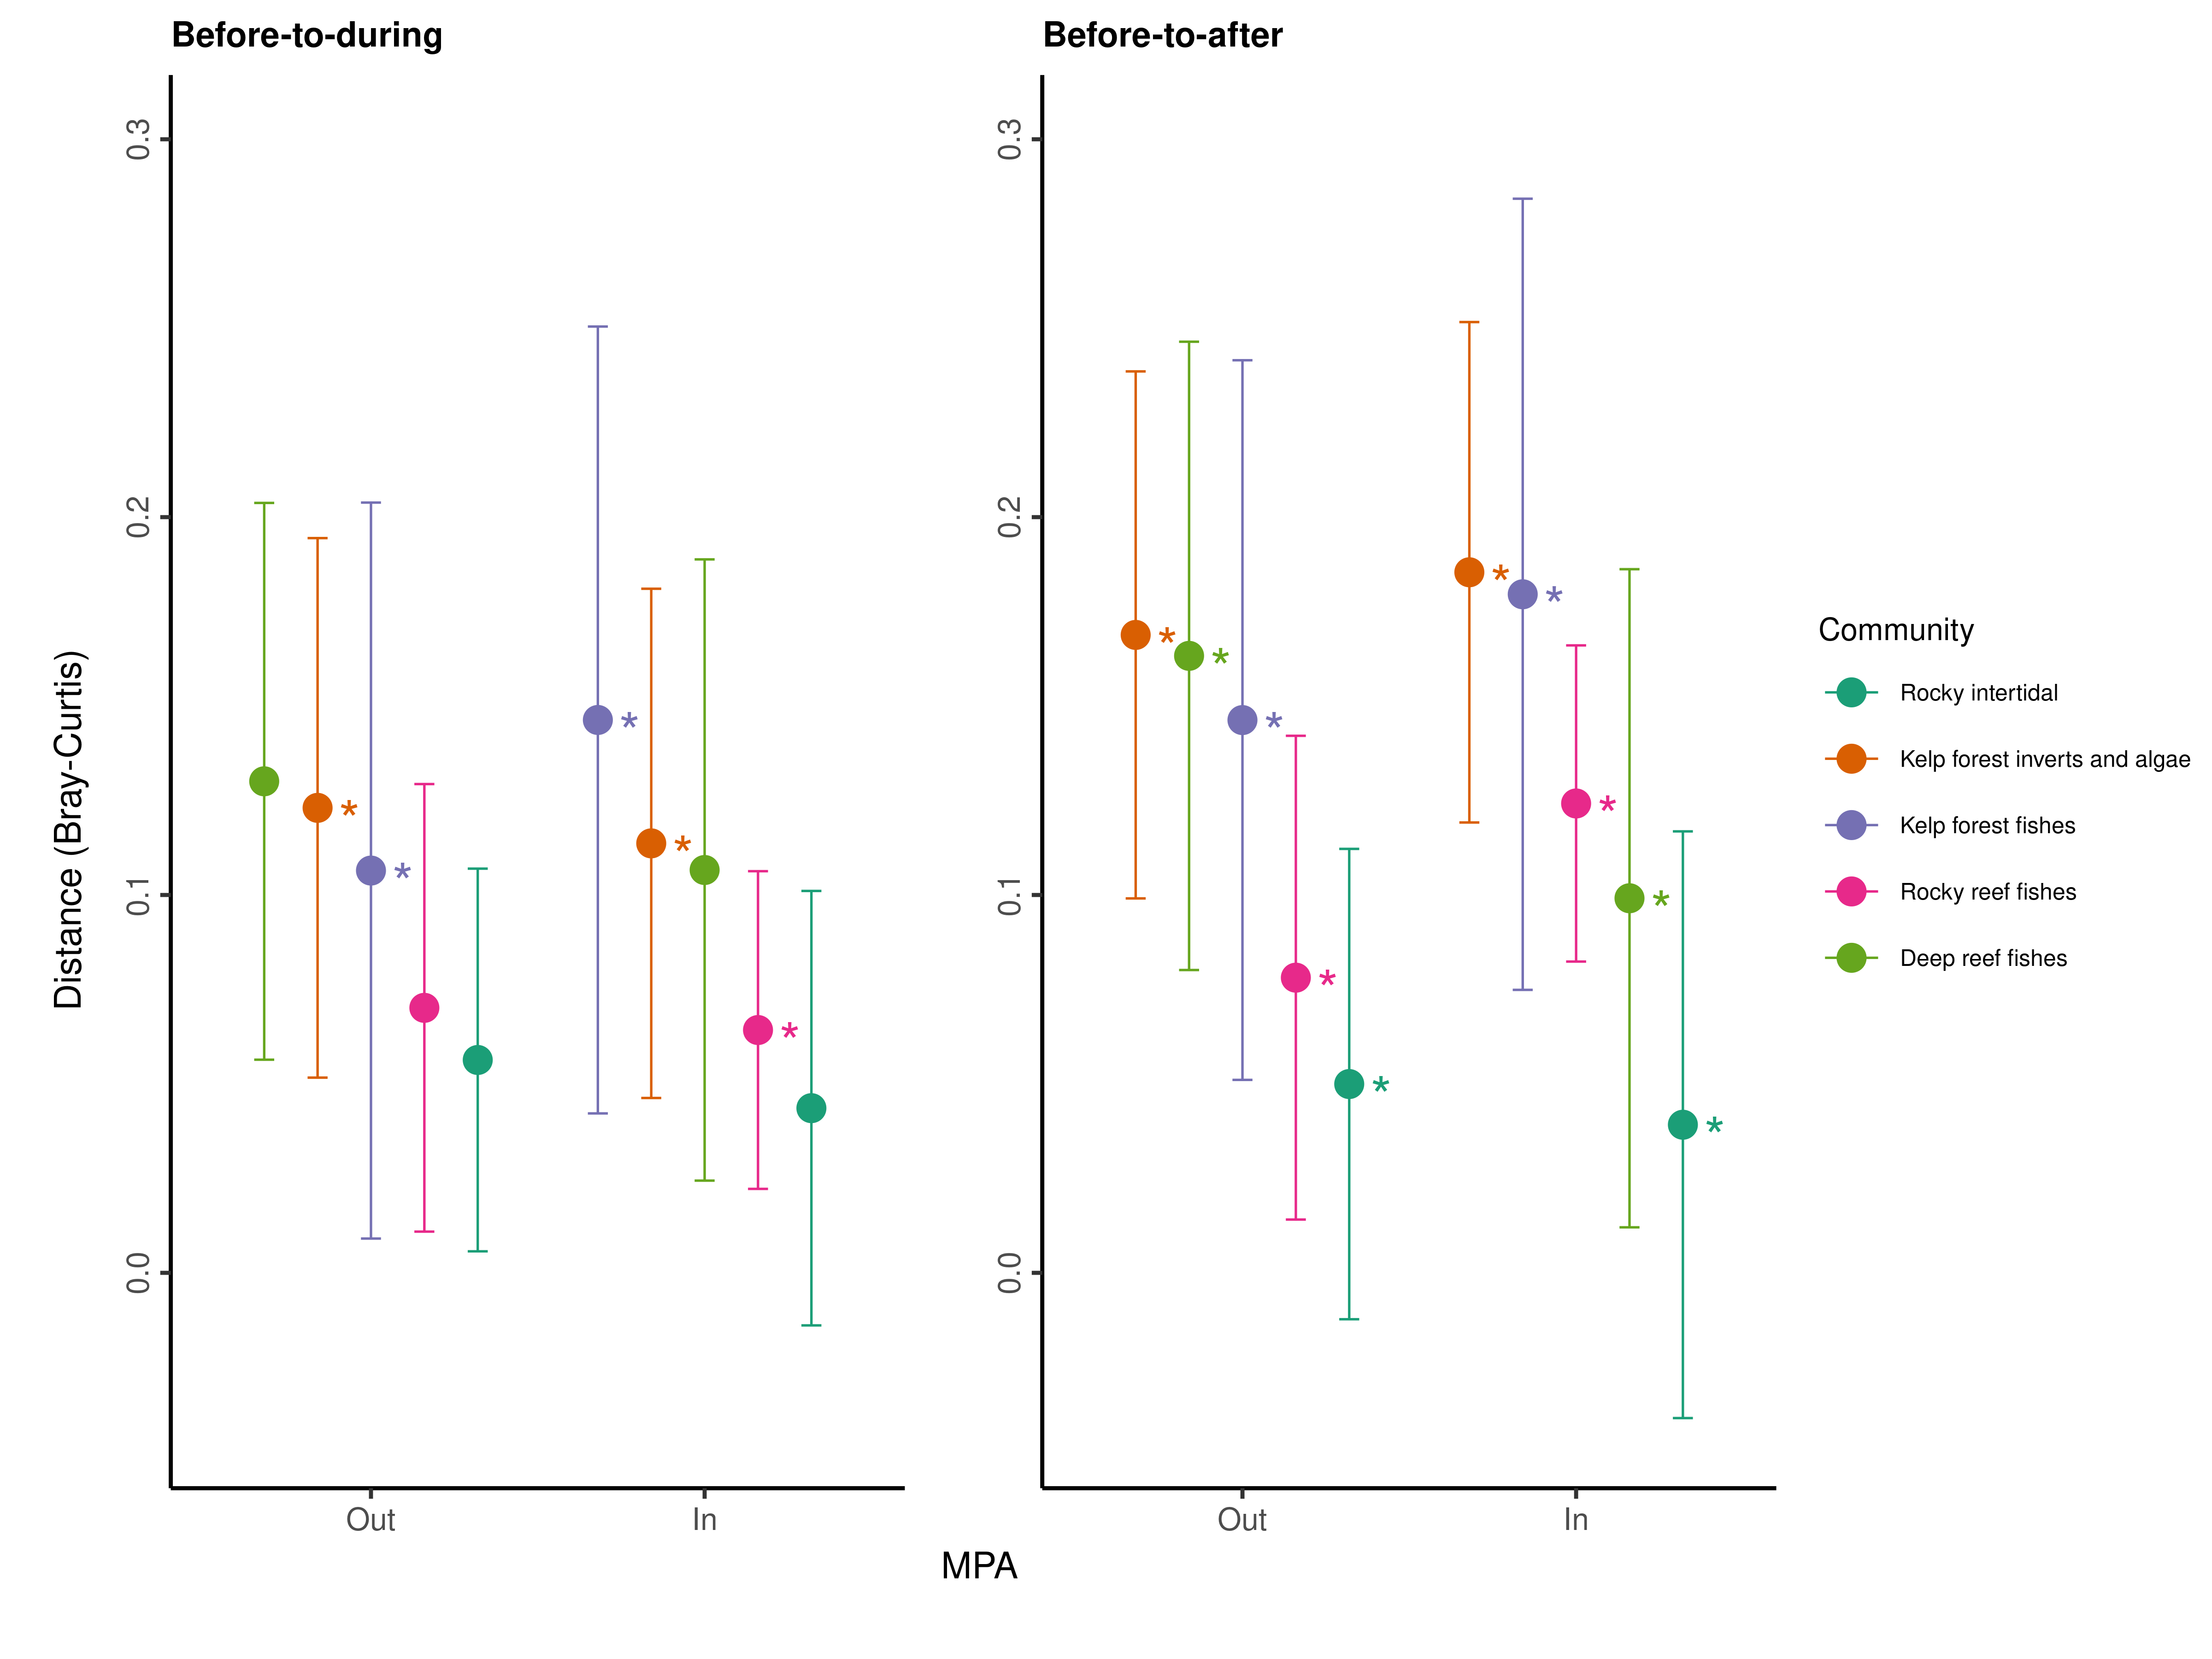 Before-to-during
Before-to-after
Distance (Bray-Curtis)
0.3
0.2
0.1
0.0
*
*
*
*
*
Out
In
0.3
0.2
0.1
0.0
*
*
*
*
*
*
*
*
*
*
Out
In
MPA
Community
Rocky intertidal
Kelp forest inverts and algae
Kelp forest fishes
Rocky reef fishes
Deep reef fishes